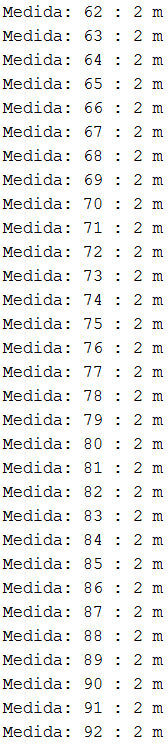 Medida: 62 : 2 m
Medida: 63 : 2 m
Medida: 64 : 2 m
Medida: 65 : 2 m
Medida: 66 : 2 m
Medida: 67 : 2 m
Medida: 68 : 2 m
Medida: 69 : 2 m
Medida: 70 : 2 m
Medida: 71 : 2 m
Medida: 72 : 2 m
Medida: 73 : 2 m
Medida: 74 : 2 m
Medida: 75 : 2 m
Medida: 76 : 2 m
Medida: 77 : 2 m
Medida: 78 : 2 m
Medida: 79 : 2 m
Medida: 80 : 2 m
Medida: 81 : 2 m
Medida: 82 : 2 m
Medida: 83 : 2 m
Medida: 84 : 2 m
Medida: 85 : 2 m
Medida: 86 : 2 m
Medida: 87 : 2 m
Medida: 88 : 2 m
Medida: 89 : 2 m
Medida: 90 : 2 m
Medida: 91 : 2 m
Medida: 92 : 2 m